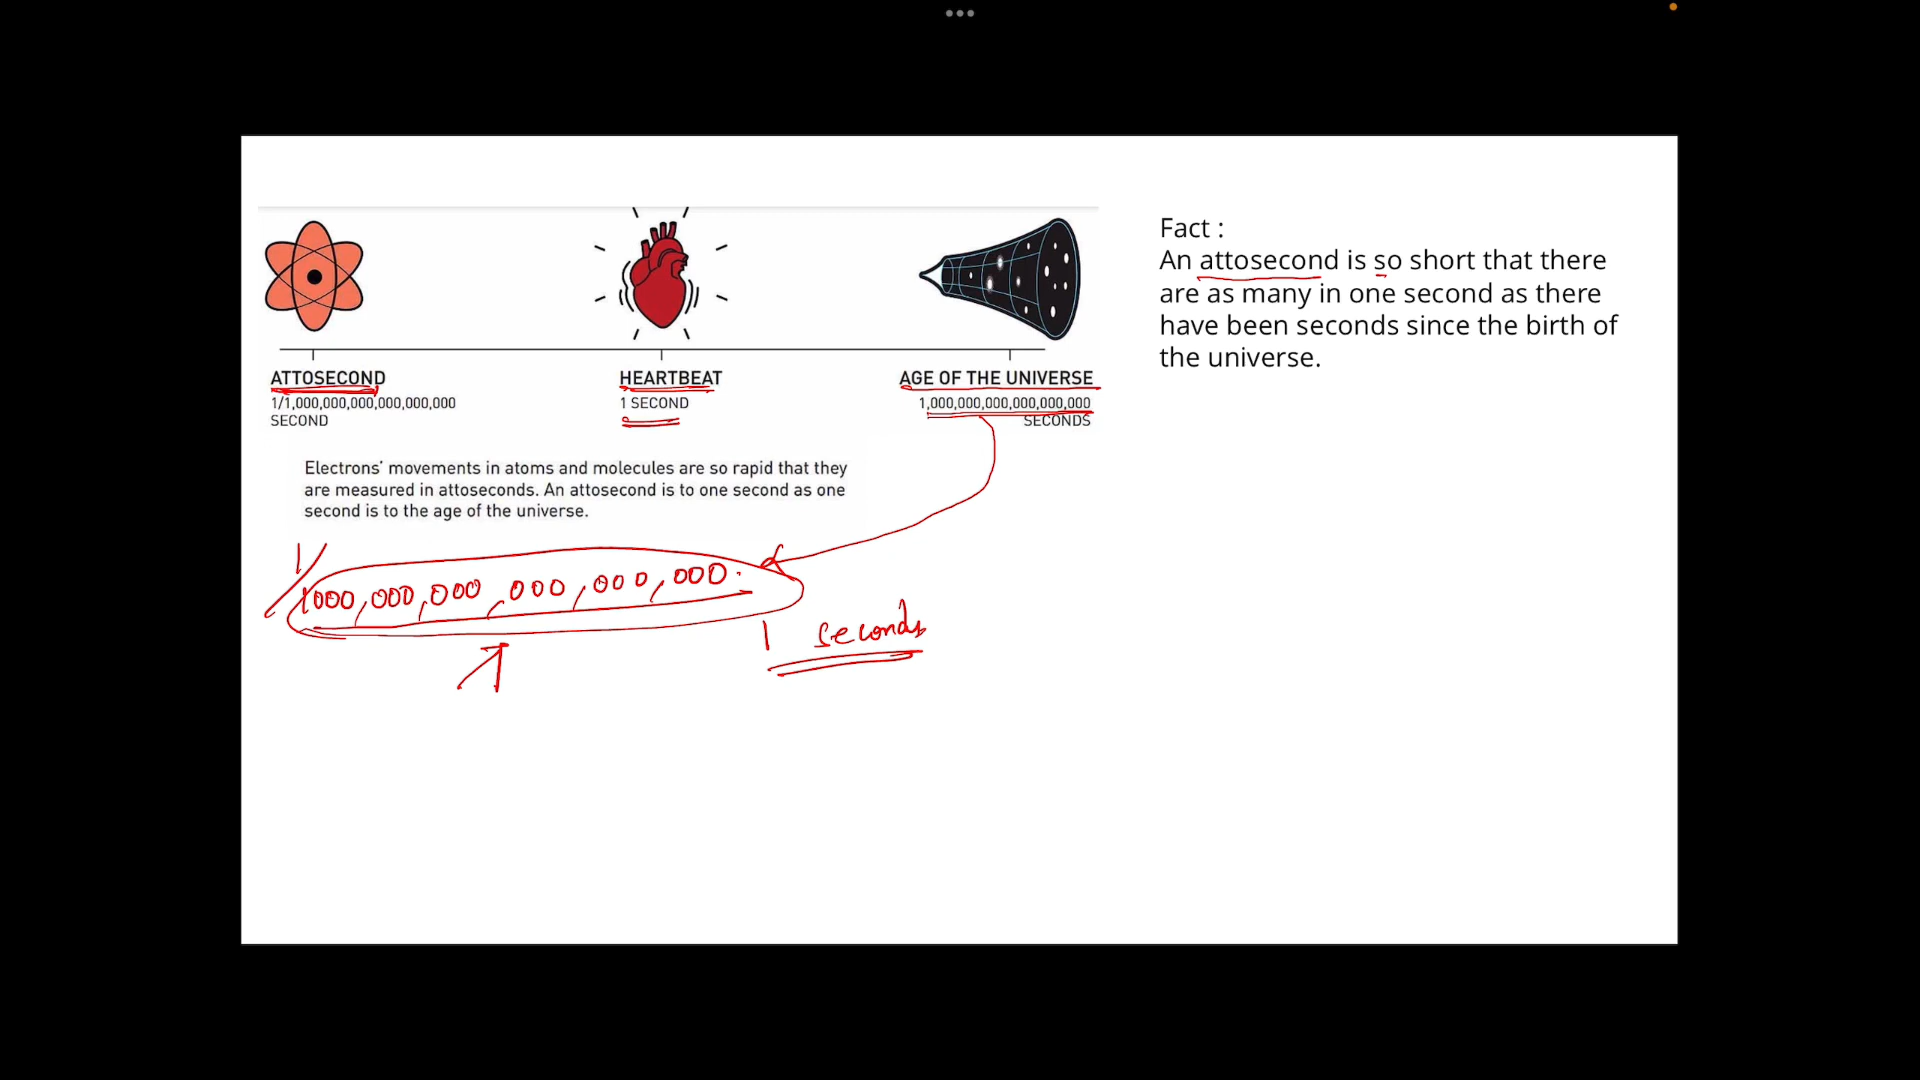 ATTOSECOND
1/1,000,000,000,000,000,000
SECOND
HEARTBEAT
1 SECOND
AGE OF THE UNIVERSE
1,000,000,000,000,000,000
SECONDS
Electrons' movements in atoms and molecules are so rapid that they
are measured in attoseconds. An attosecond is to one second as one
second is to the age of the universe.
1/
1000,000,000,000,000,000.
1 seconds
Fact :
An attosecond is so short that there
are as many in one second as there
have been seconds since the birth of
the universe.